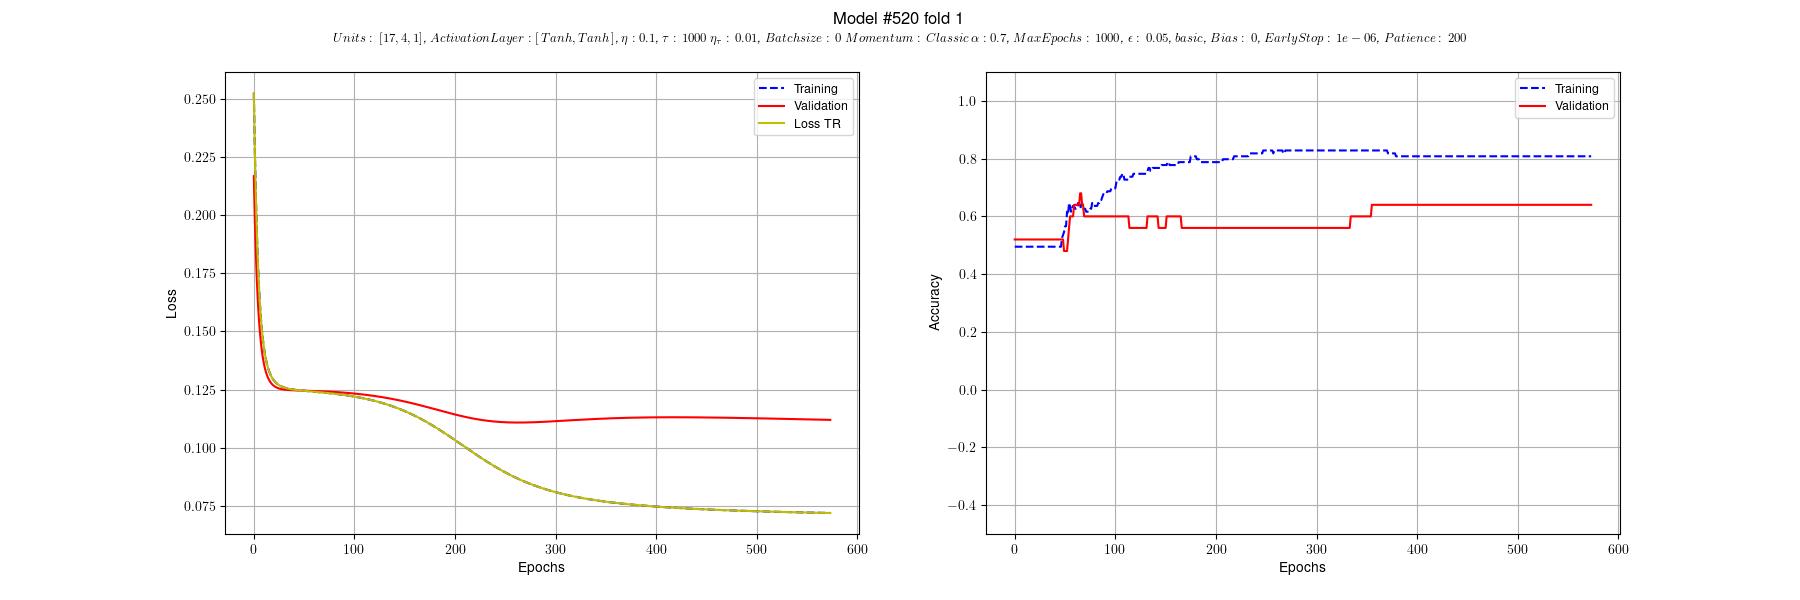 Model #520 fold 1
Units : [17, 4, 1], ActivationLayer : [Tanh, Tanh], η : 0.1, τ : 1000 ητ : 0.01, Batchsize : 0 Momentum : Classic α : 0.7, MaxEpochs : 1000, ϵ : 0.05, basic, Bias : 0, EarlyStop : 1e − 06, Patience : 200
Training
Validation
Loss TR
0.250
0.225
0.200
0.175
0.150
0.125
0.100
0.075
Loss
0 100 200 300 400 500 600
Epochs
Training
Validation
1.0
0.8
0.6
0.4
0.2
0.0
−0.2
−0.4
Accuracy
0 100 200 300 400 500 600
Epochs